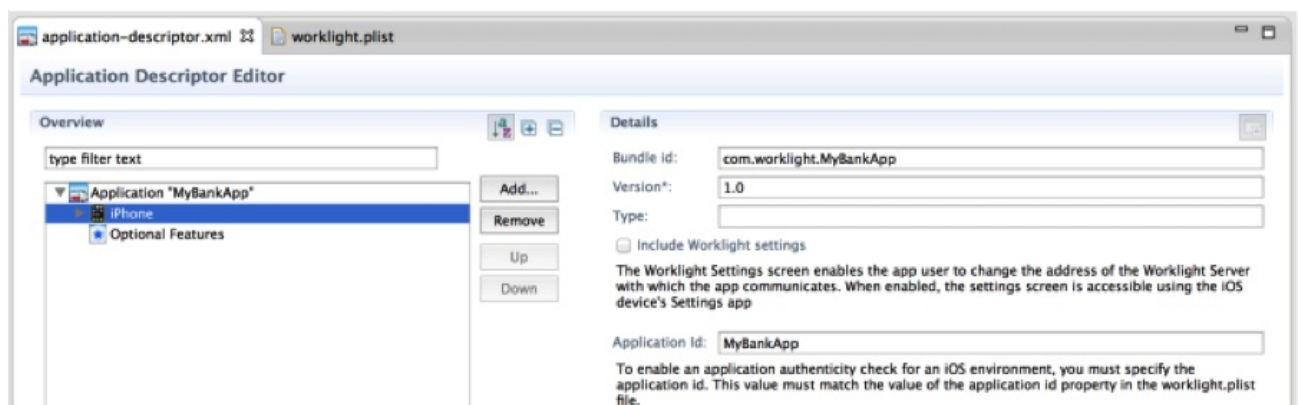 application-descriptor.xml worklight.plist
Application Descriptor Editor
Overview
type filter text
Application "MyBankApp"
iPhone
Optional Features
Add...
Remove
Up
Down
Details
Bundle id: com.worklight.MyBankApp
Version*: 1.0
Type:
Include Worklight settings
The Worklight Settings screen enables the app user to change the address of the Worklight Server
with which the app communicates. When enabled, the settings screen is accessible using the iOS
device's Settings app
Application Id: MyBankApp
To enable an application authenticity check for an iOS environment, you must specify the
application id. This value must match the value of the application id property in the worklight.plist
file.